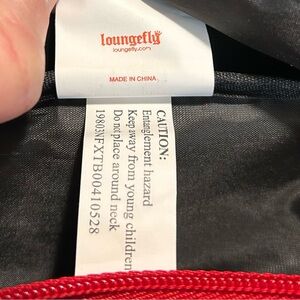 loungefly
loungefly.com
MADE IN CHINA
CAUTION:
Entanglement hazard
Keep away from young children
Do not place around neck
19803NFXTB00410528